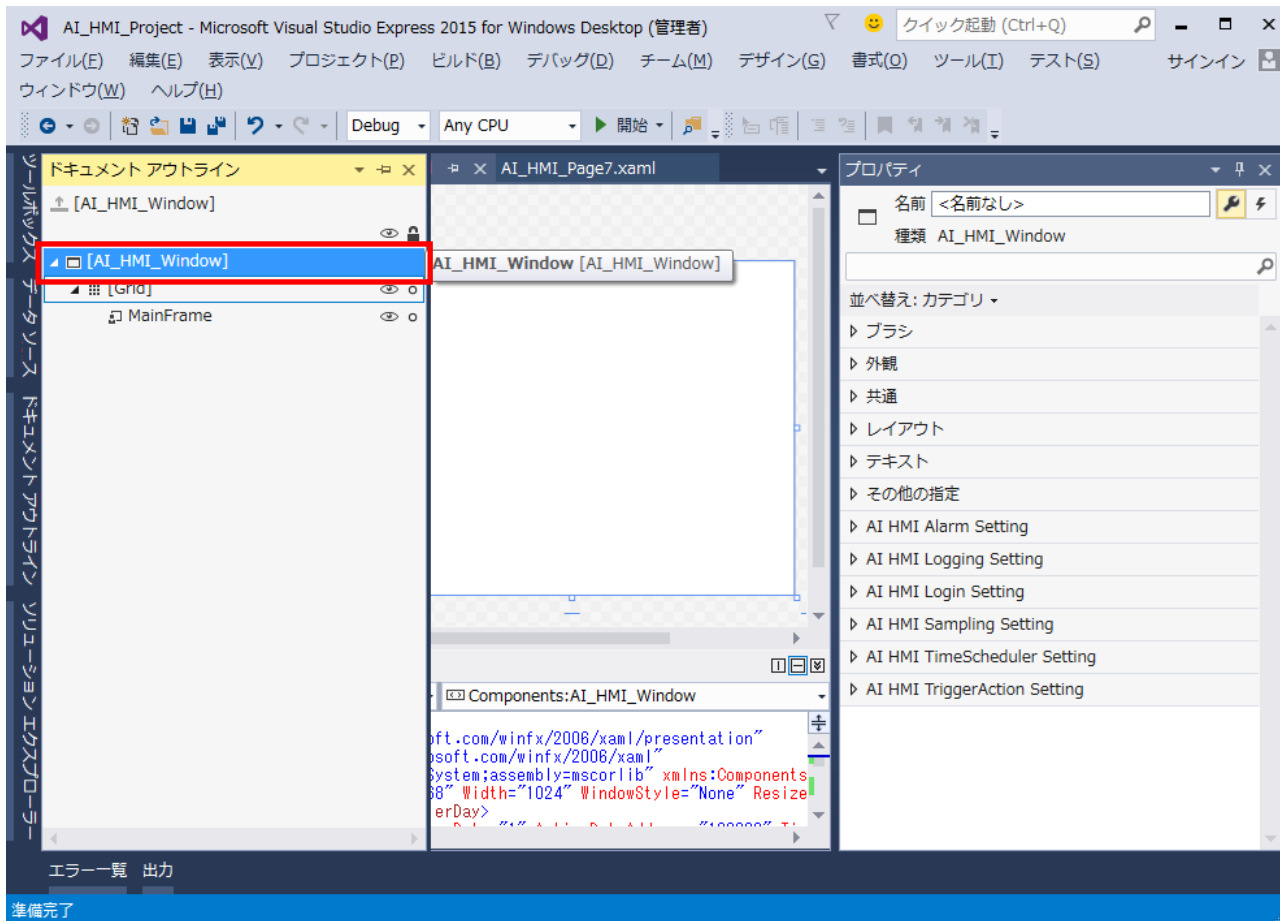 AI_HMI_Project - Microsoft Visual Studio Express 2015 for Windows Desktop (管理者)
クイック起動 (Ctrl+Q)
ファイル(F) 編集(E) 表示(V) プロジェクト(P) ビルド(B) デバッグ(D) チーム(M) デザイン(G) 書式(O) ツール(T) テスト(S) サインイン
ウィンドウ(W) ヘルプ(H)
Debug Any CPU 開始
ツールボックス
データ ソース
ドキュメント アウトライン
ソリューション エクスプローラー
ドキュメント アウトライン
[AI_HMI_Window]
[AI_HMI_Window]
[Grid]
MainFrame
AI_HMI_Page7.xaml
AI_HMI_Window [AI_HMI_Window]
Components:AI_HMI_Window
oft.com/winfx/2006/xaml/presentation"
osoft.com/winfx/2006/xaml"
System;assembly=mscorlib" xmlns:Components
68" Width="1024" WindowStyle="None" Resize
erDay>
プロパティ
名前 <名前なし>
種類 AI_HMI_Window
並べ替え: カテゴリ
ブラシ
外観
共通
レイアウト
テキスト
その他の指定
AI HMI Alarm Setting
AI HMI Logging Setting
AI HMI Login Setting
AI HMI Sampling Setting
AI HMI TimeScheduler Setting
AI HMI TriggerAction Setting
エラー一覧 出力
準備完了